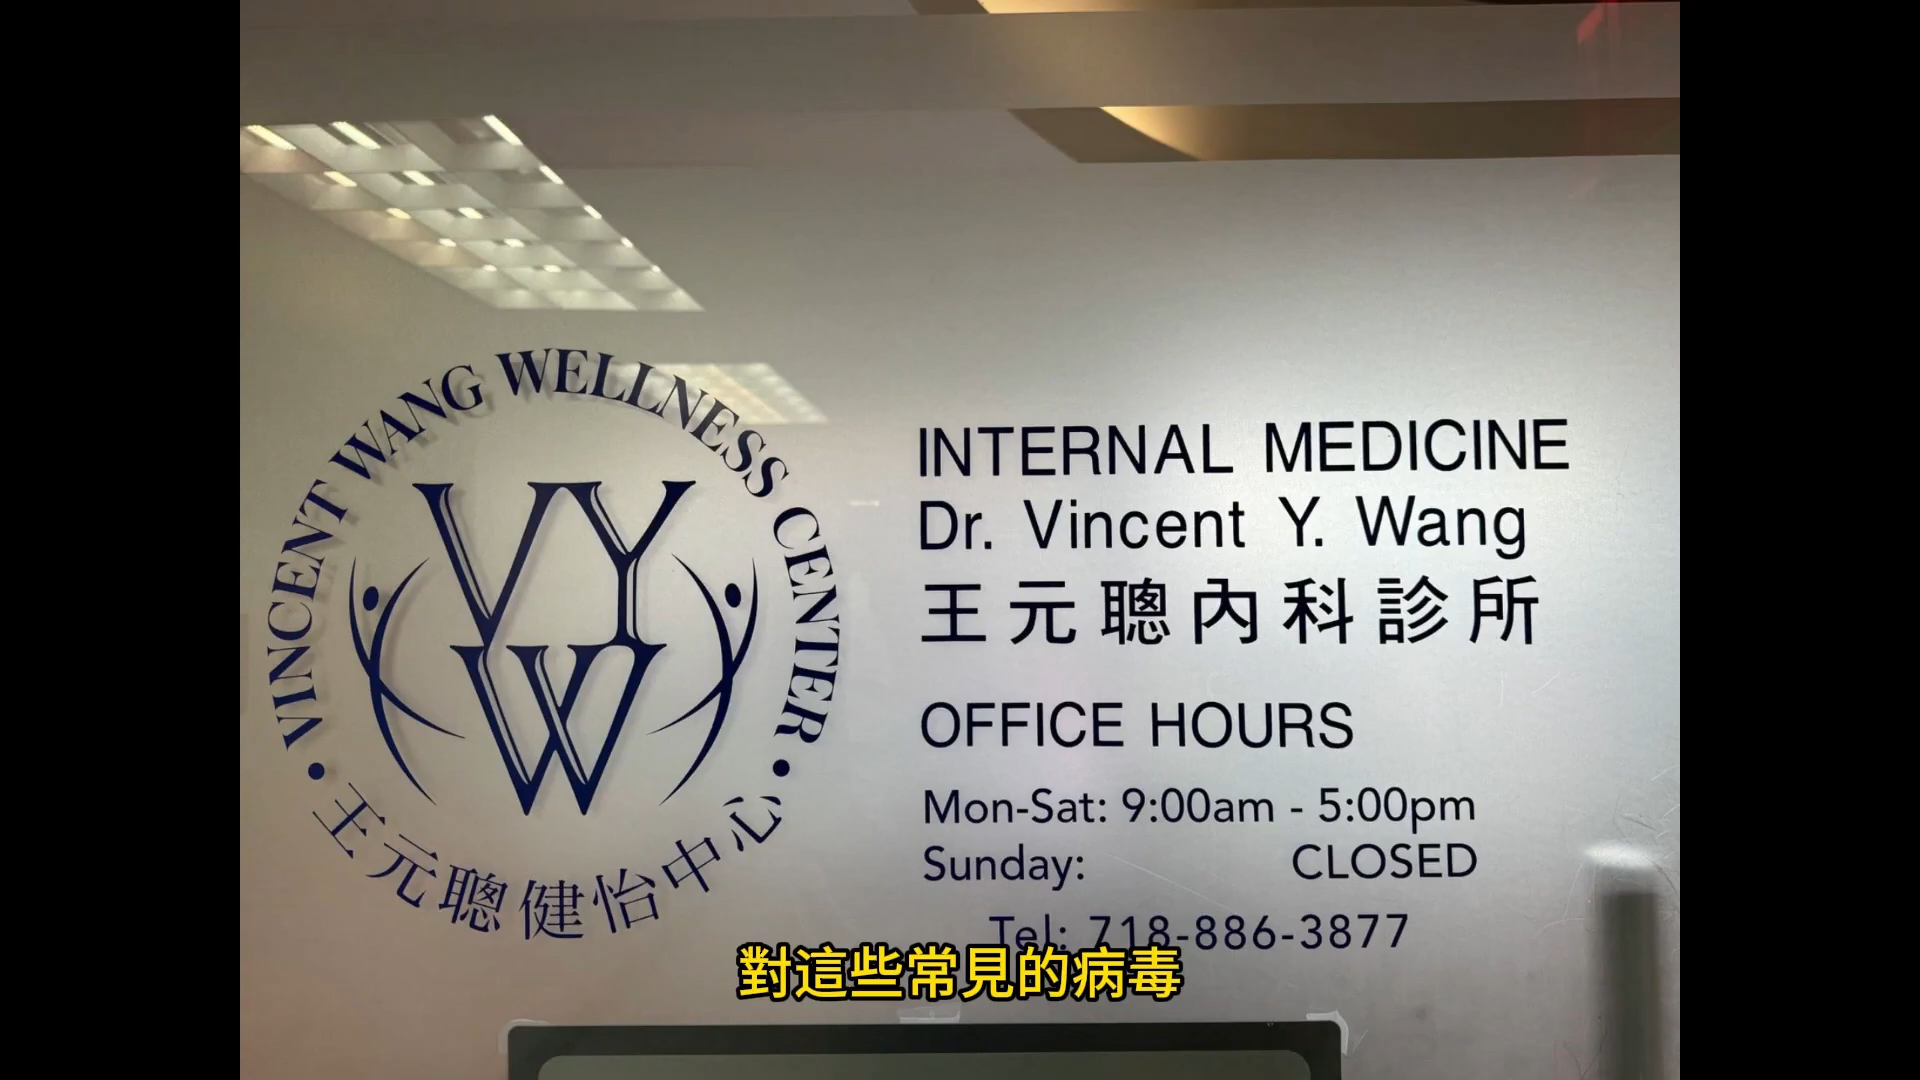 VINCENT WANG WELLNESS CENTER
VYW
王元聰健怡中心
INTERNAL MEDICINE
Dr. Vincent Y. Wang
王元聰內科診所
OFFICE HOURS
Mon-Sat: 9:00am - 5:00pm
Sunday: CLOSED
Tel: 718-886-3877
對這些常見的病毒